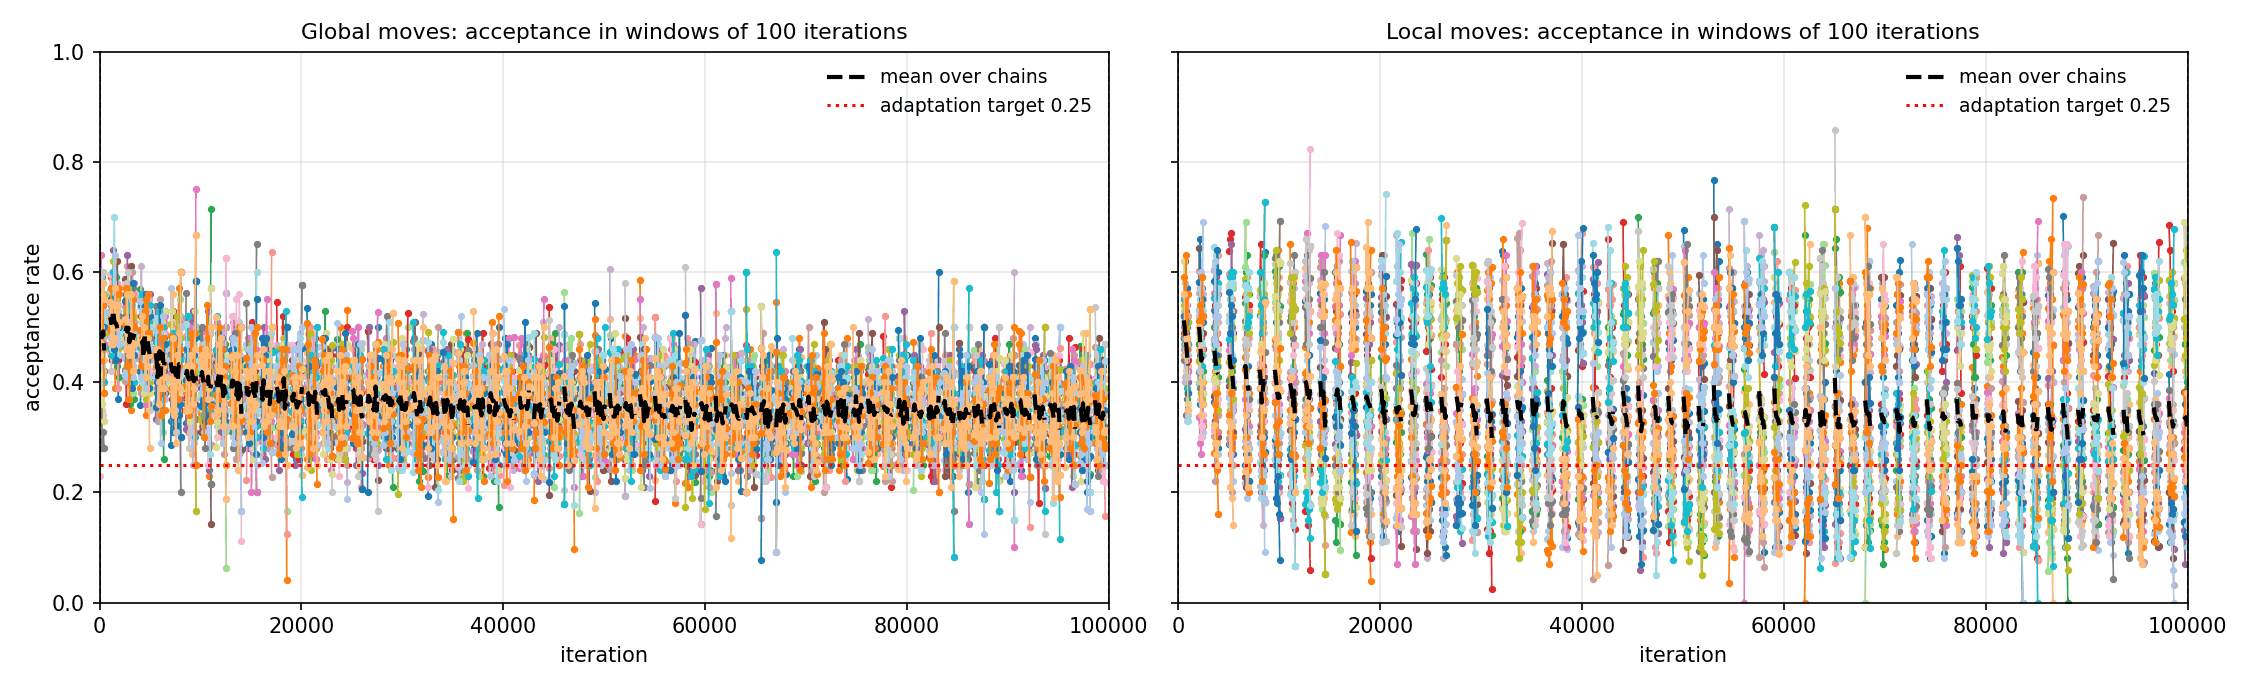 Global moves: acceptance in windows of 100 iterations
1.0
0.8
0.6
0.4
0.2
0.0
acceptance rate
mean over chains
adaptation target 0.25
0 20000 40000 60000 80000 100000
iteration
Local moves: acceptance in windows of 100 iterations
mean over chains
adaptation target 0.25
0 20000 40000 60000 80000 100000
iteration